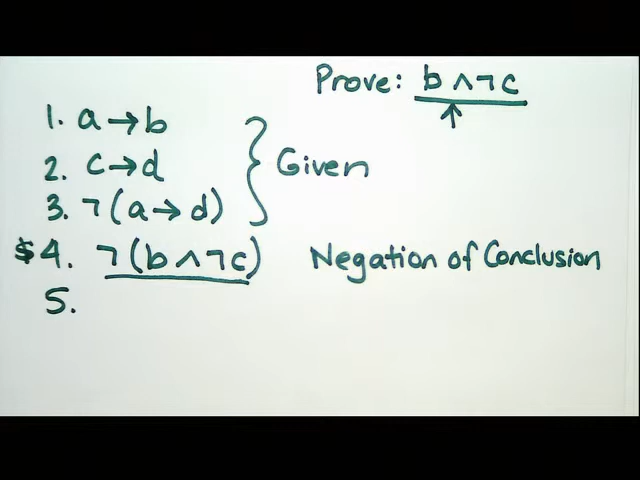 Prove: b ∧ ¬ c
1. a → b
2. c → d
Given
3. ¬ (a → d)
$4. ¬ (b ∧ ¬ c) Negation of Conclusion
5.